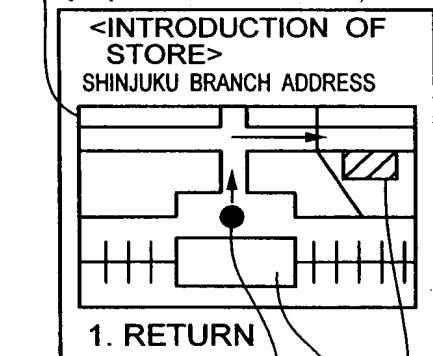 <INTRODUCTION OF
STORE>
SHINJUKU BRANCH ADDRESS
1. RETURN